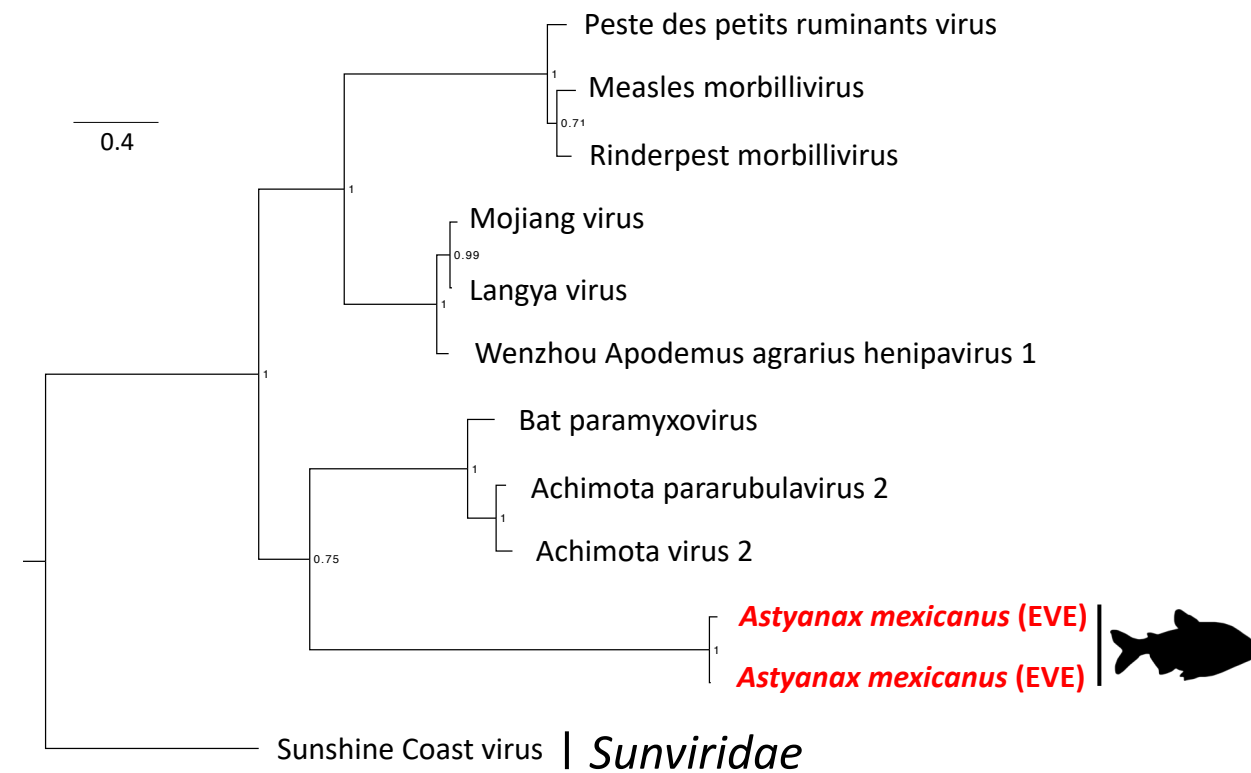 Peste des petits ruminants virus
1
Measles morbillivirus
0.71
0.4
Rinderpest morbillivirus
1
Mojiang virus
0.99
Langya virus
1
Wenzhou Apodemus agrarius henipavirus 1
1
Bat paramyxovirus
1
Achimota pararubulavirus 2
1
Achimota virus 2
0.75
Astyanax mexicanus (EVE)
1
Astyanax mexicanus (EVE)
Sunshine Coast virus | Sunviridae